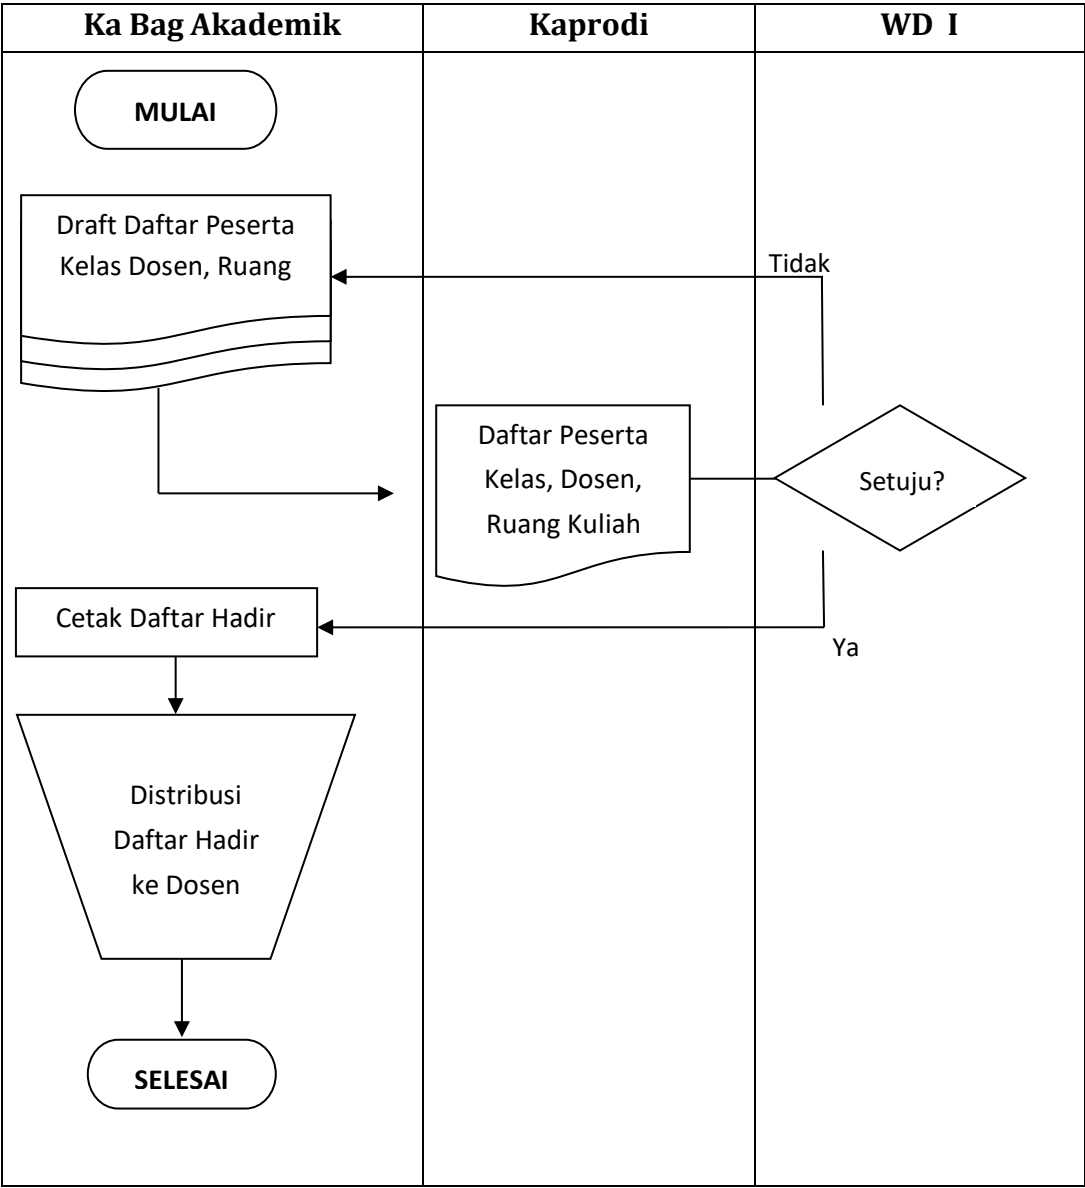 Ka Bag Akademik
Kaprodi
WD  I
MULAI
Draft Daftar Peserta
Kelas Dosen, Ruang
Tidak
Daftar Peserta
Kelas, Dosen,
Ruang Kuliah
Setuju?
Cetak Daftar Hadir
Ya
Distribusi
Daftar Hadir
ke Dosen
SELESAI